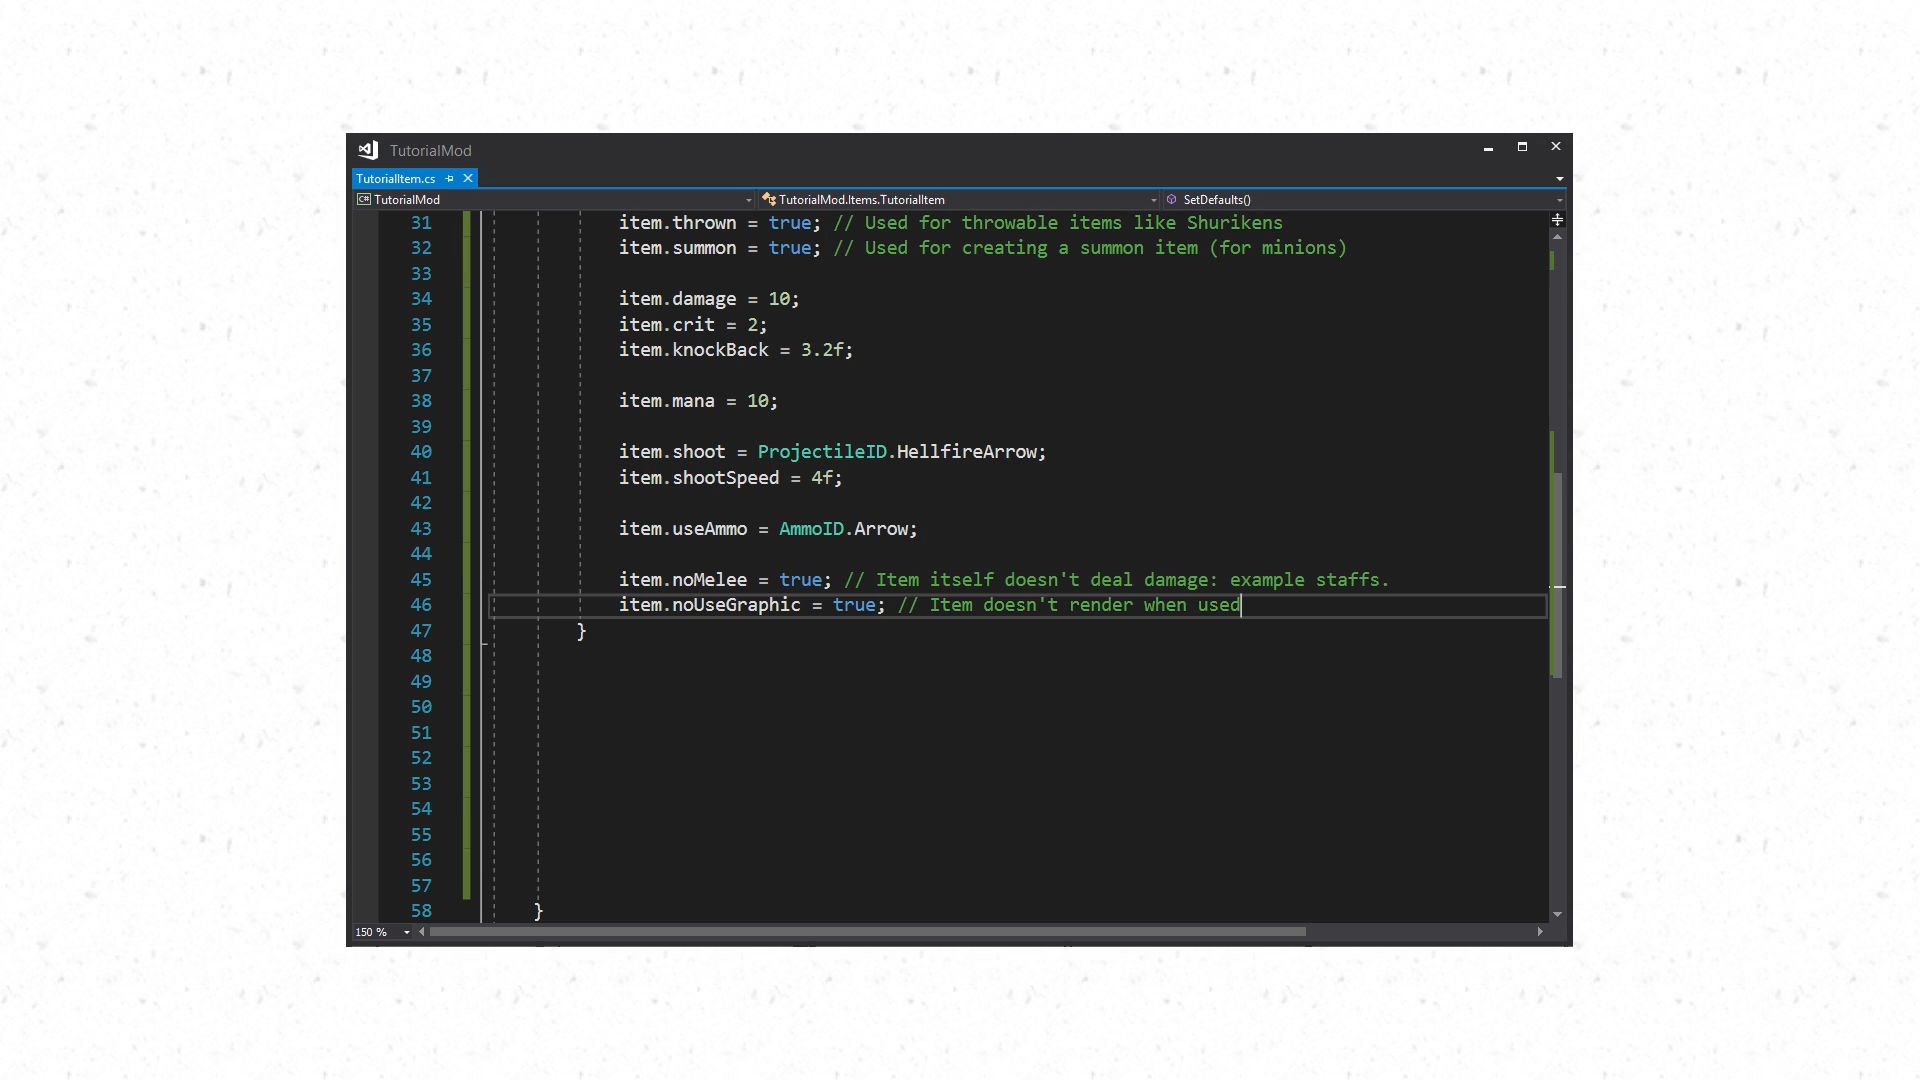 TutorialMod
TutorialItem.cs
C# TutorialMod
TutorialMod.Items.TutorialItem
SetDefaults()
31 item.thrown = true; // Used for throwable items like Shurikens
32 item.summon = true; // Used for creating a summon item (for minions)
33
34 item.damage = 10;
35 item.crit = 2;
36 item.knockBack = 3.2f;
37
38 item.mana = 10;
39
40 item.shoot = ProjectileID.HellfireArrow;
41 item.shootSpeed = 4f;
42
43 item.useAmmo = AmmoID.Arrow;
44
45 item.noMelee = true; // Item itself doesn't deal damage: example staffs.
46 item.noUseGraphic = true; // Item doesn't render when used
47 }
48
49
50
51
52
53
54
55
56
57
58 }
150 %